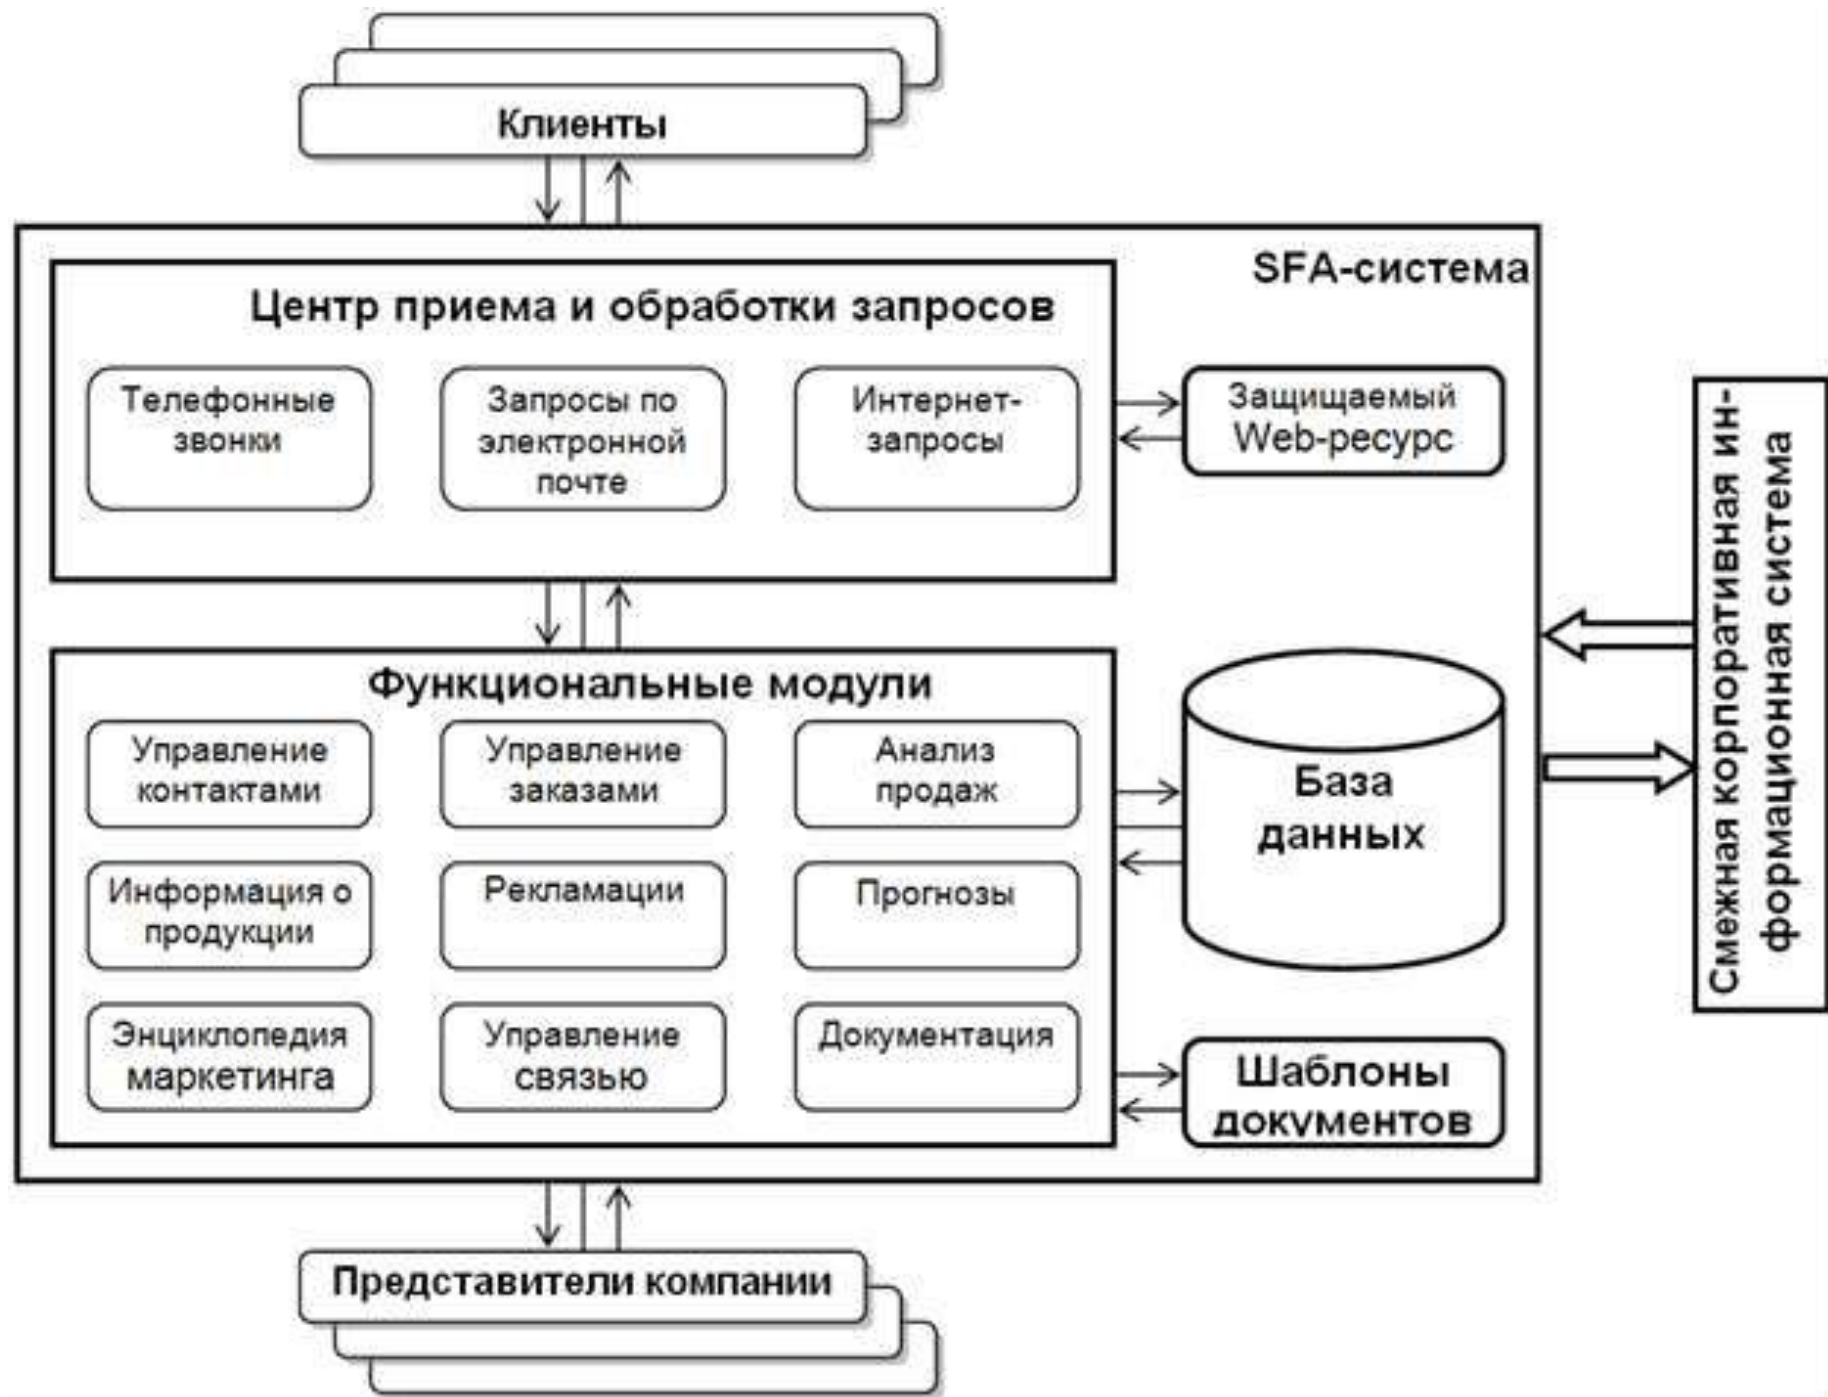 Клиенты
SFA-система
Центр приема и обработки запросов
Телефонные
звонки
Запросы по
электронной
почте
Интернет-
запросы
Защищаемый
Web-ресурс
Смежная корпоративная ин-
формационная система
Функциональные модули
Управление
контактами
Управление
заказами
Анализ
продаж
Информация о
продукции
Рекламации
Прогнозы
Энциклопедия
маркетинга
Управление
связью
Документация
База
данных
Шаблоны
документов
Представители компании